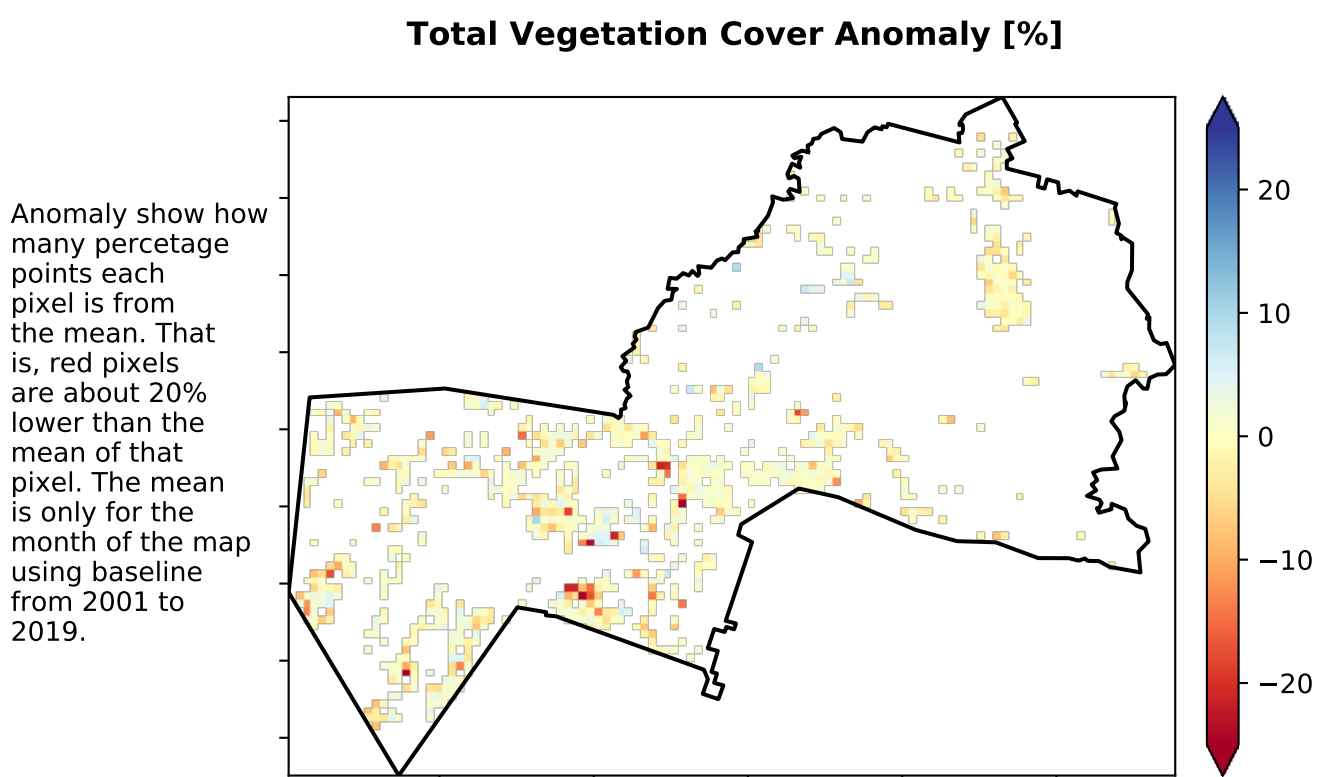 Total Vegetation Cover Anomaly [%]
Anomaly show how
many percetage
points each
pixel is from
the mean. That
is, red pixels
are about 20%
lower than the
mean of that
pixel. The mean
is only for the
month of the map
using baseline
from 2001 to
2019.
20
10
0
−10
−20